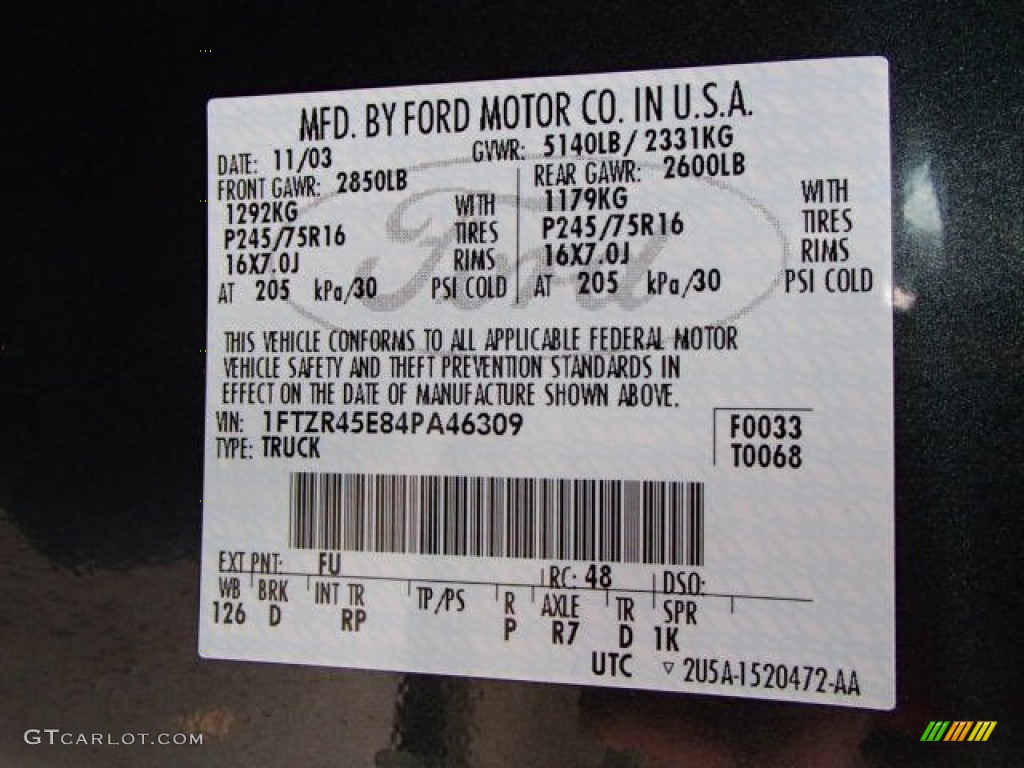 MFD. BY FORD MOTOR CO. IN U.S.A.
DATE: 11/03 GVWR: 5140LB/ 2331KG
FRONT GAWR: 2850LB REAR GAWR: 2600LB
1292KG WITH 1179KG WITH
P245/75R16 TIRES P245/75R16 TIRES
16X7.0J RIMS 16X7.0J RIMS
AT 205 kPa/30 PSI COLD AT 205 kPa/30 PSI COLD
Ford
THIS VEHICLE CONFORMS TO ALL APPLICABLE FEDERAL MOTOR
VEHICLE SAFETY AND THEFT PREVENTION STANDARDS IN
EFFECT ON THE DATE OF MANUFACTURE SHOWN ABOVE.
VIN: 1FTZR45E84PA46309 F0033
TYPE: TRUCK T0068
EXT PNT: FU RC: 48 DSO:
WB BRK INT TR TP/PS R AXLE TR SPR
126 D RP P R7 D 1K
UTC ▿ 2U5A-1520472-AA
GTCARLOT.COM